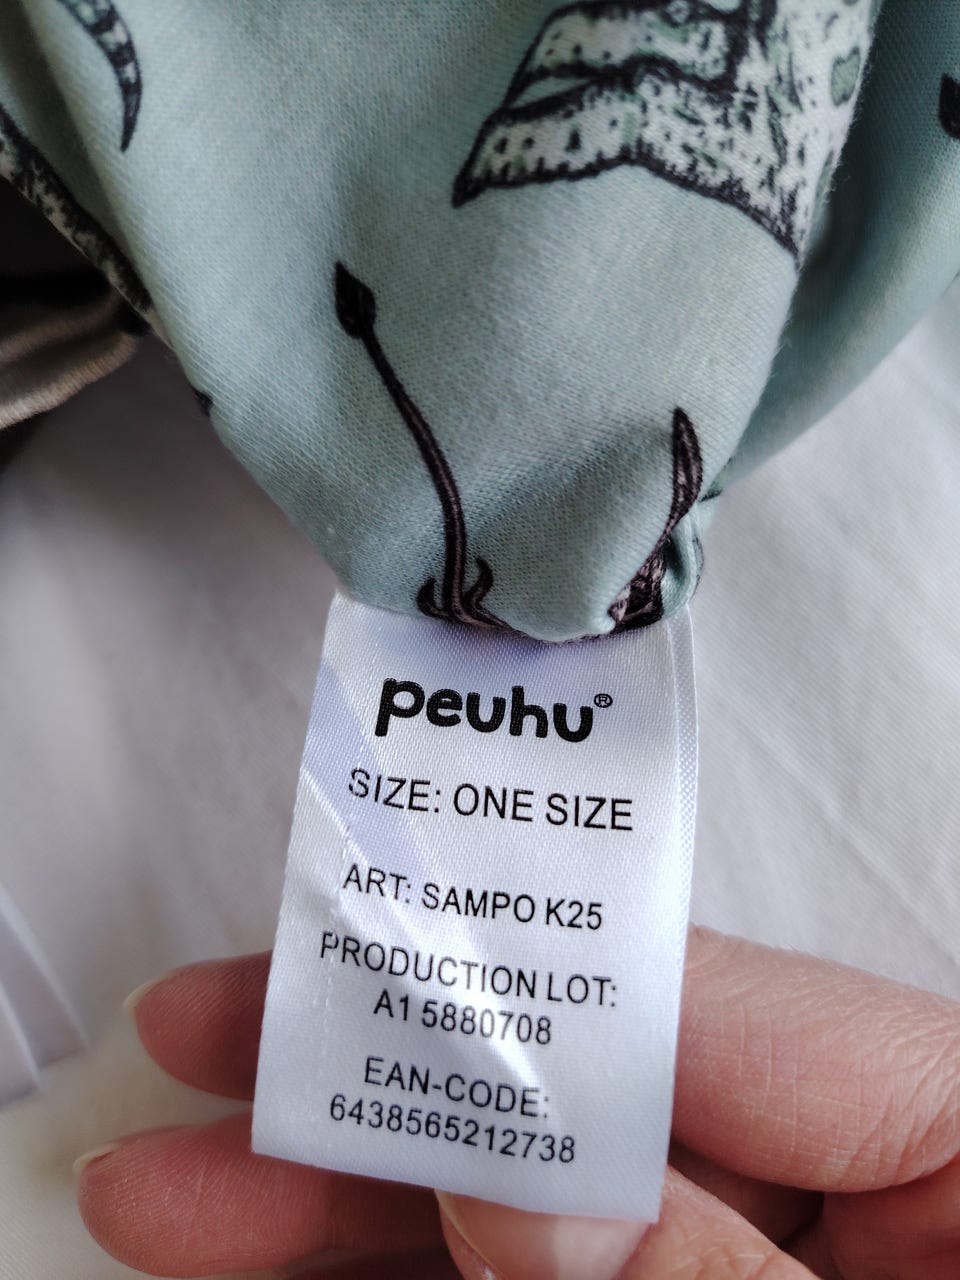 peuhu®
SIZE: ONE SIZE
ART: SAMPO K25
PRODUCTION LOT:
A1 5880708
EAN-CODE:
6438565212738